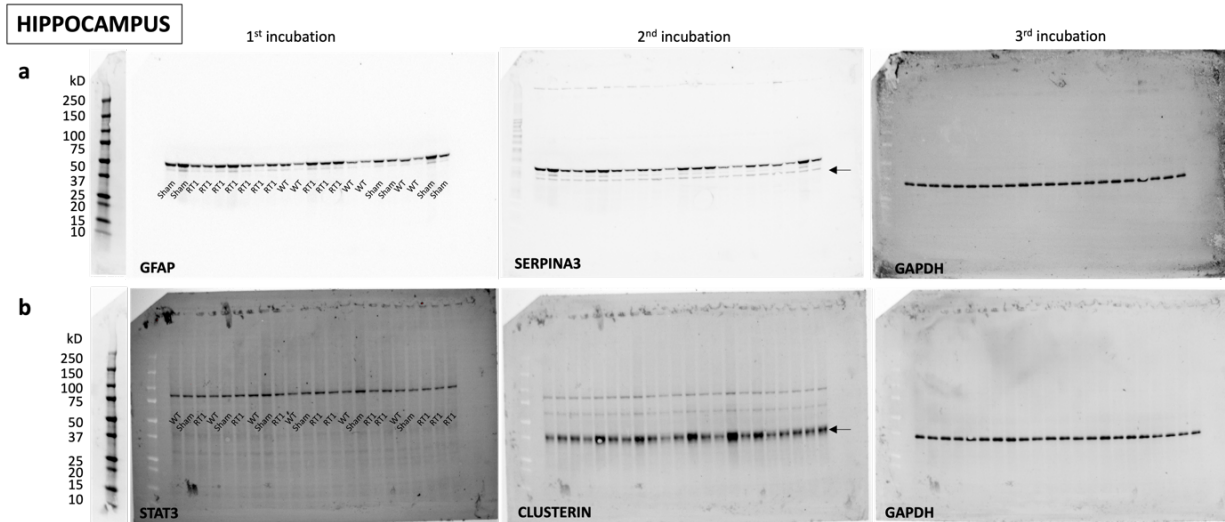 HIPPOCAMPUS
1st incubation
2nd incubation
3rd incubation
a
kD
250
150
100
75
50
37
25
20
15
10
Sham Sham RT1 RT1 RT1 RT1 RT1 RT1 WT WT RT1 RT1 RT1 WT WT Sham Sham WT WT Sham Sham
GFAP
SERPINA3
GAPDH
b
kD
250
150
100
75
50
37
25
20
15
10
WT Sham RT1 WT Sham RT1 WT Sham RT1 WT Sham RT1 RT1 WT Sham RT1 RT1 WT Sham RT1 RT1 RT1
STAT3
CLUSTERIN
GAPDH